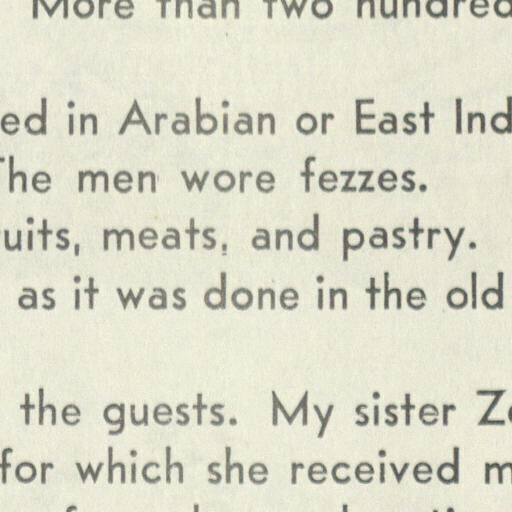 More than two hundred
ed in Arabian or East Ind
The men wore fezzes.
uits, meats, and pastry.
as it was done in the old
the guests. My sister Z
for which she received m